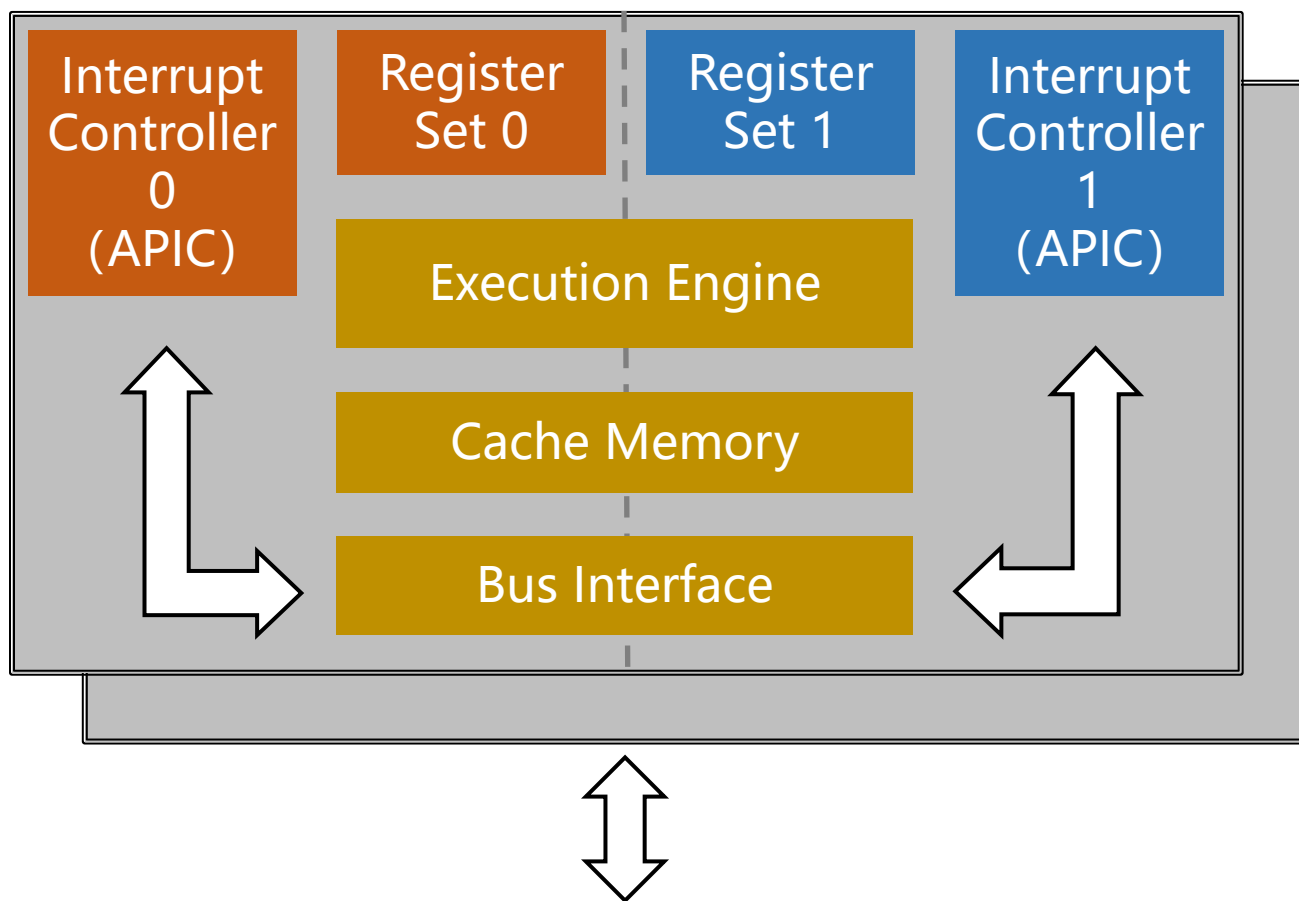 Interrupt
Controller
0
(APIC)
Register
Set 0
Register
Set 1
Interrupt
Controller
1
(APIC)
Execution Engine
Cache Memory
Bus Interface